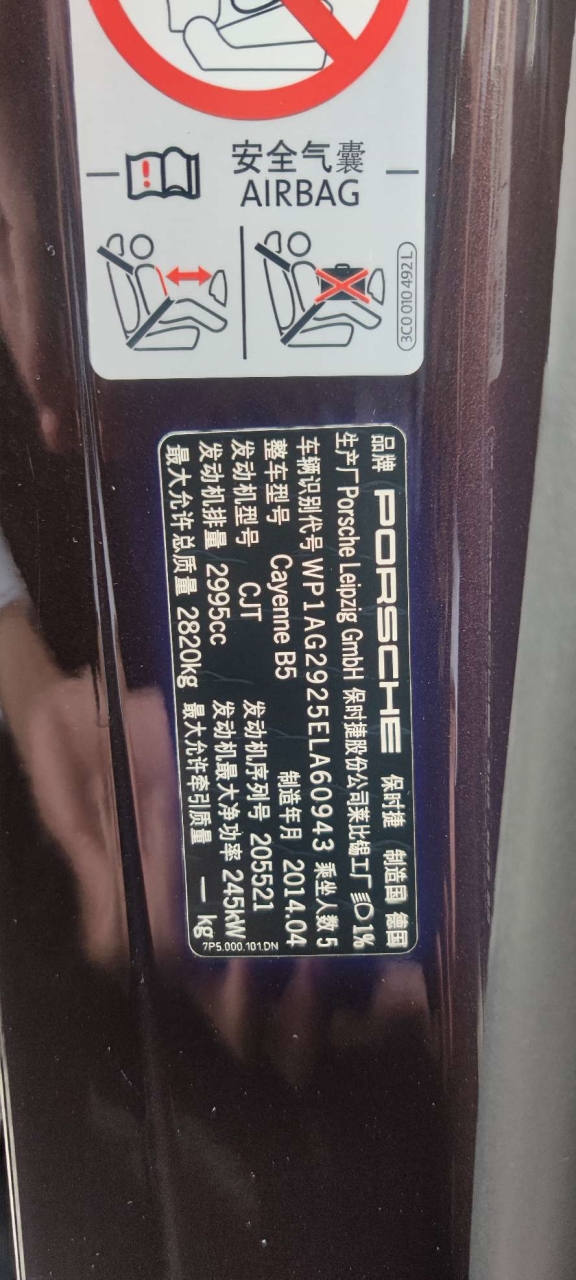 安全气囊
AIRBAG
3C0 010 492 L
品牌 PORSCHE 保时捷 制造国 德国
生产厂 Porsche Leipzig GmbH 保时捷股份公司莱比锡工厂 1%
车辆识别代号 WP1AG2925ELA60943 乘坐人数 5
整车型号 Cayenne B5 制造年月 2014.04
发动机型号 CJT 发动机序列号 205521
发动机排量 2995cc 发动机最大净功率 245kW
最大允许总质量 2820kg 最大允许牵引质量 — kg
7P5.000.101.DN